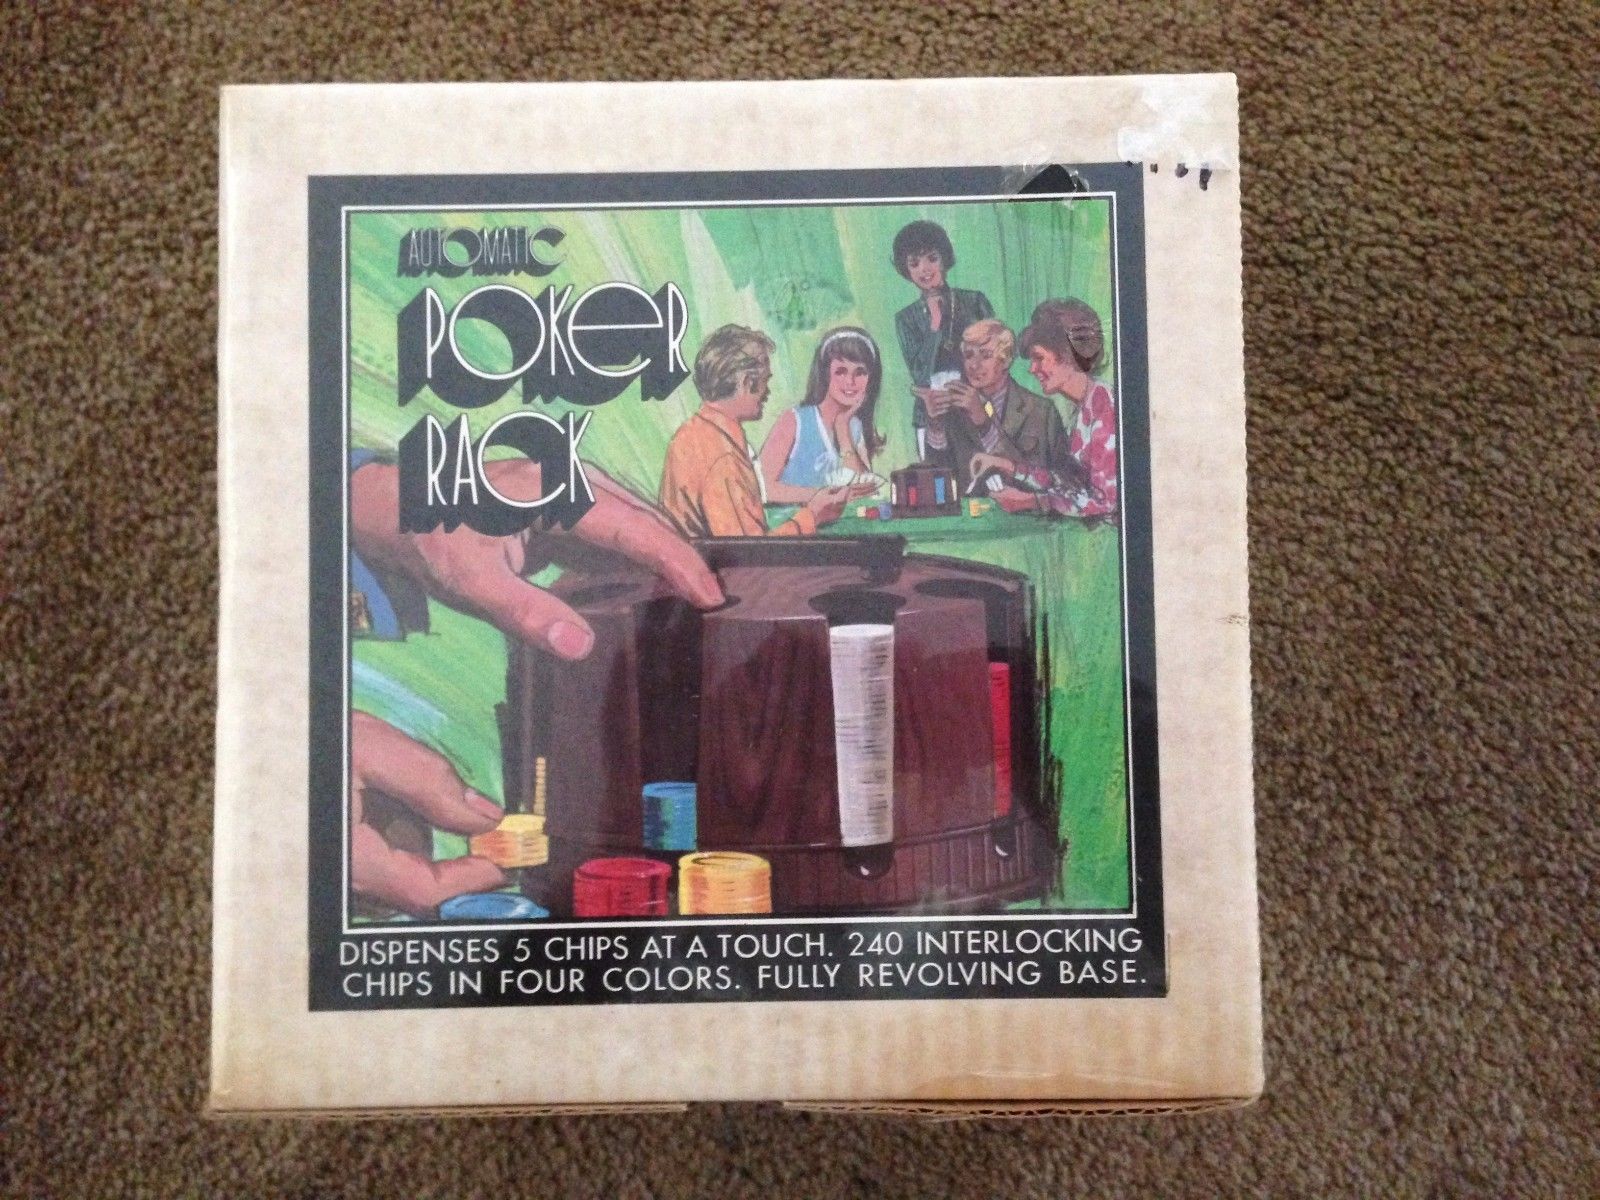 AUTOMATIC
POKER
RACK
DISPENSES 5 CHIPS AT A TOUCH. 240 INTERLOCKING
CHIPS IN FOUR COLORS. FULLY REVOLVING BASE.